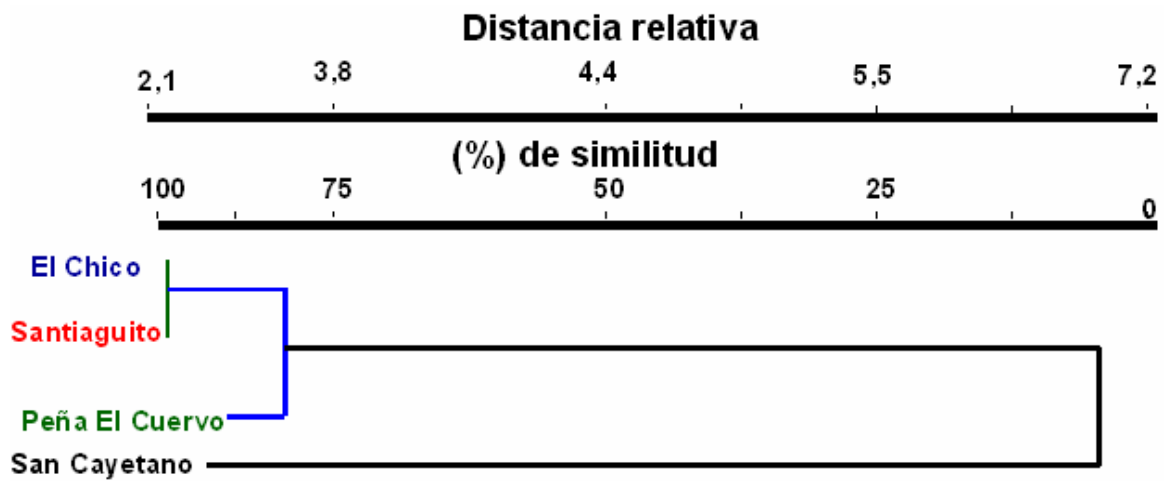 Distancia relativa
2,1 3,8 4,4 5,5 7,2
(%) de similitud
100 75 50 25 0
El Chico
Santiaguito
Peña El Cuervo
San Cayetano